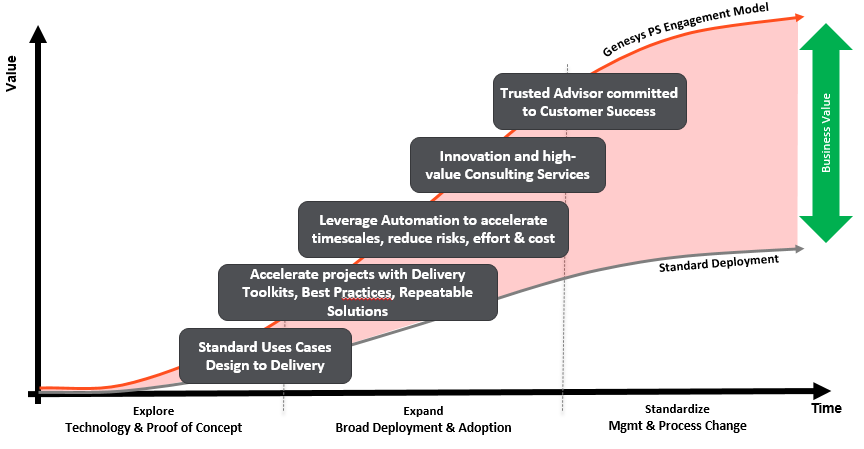 Genesys PS Engagement Model
Value
Trusted Advisor committed
to Customer Success
Business Value
Innovation and high-
value Consulting Services
Leverage Automation to accelerate
timescales, reduce risks, effort & cost
Standard Deployment
Accelerate projects with Delivery
Toolkits, Best Practices, Repeatable
Solutions
Standard Uses Cases
Design to Delivery
Time
Explore
Technology & Proof of Concept
Expand
Broad Deployment & Adoption
Standardize
Mgmt & Process Change